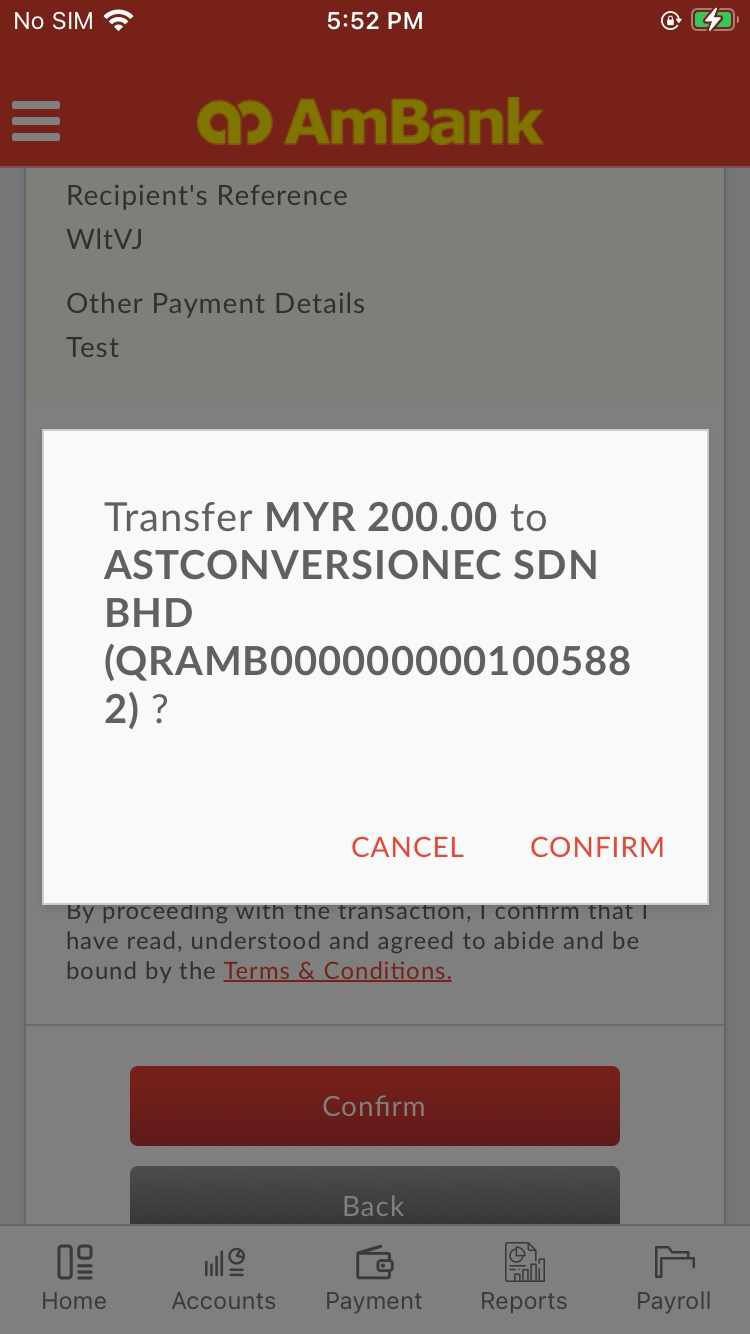 No SIM 5:52 PM
AmBank
Recipient's Reference
WltVJ
Other Payment Details
Test
Transfer MYR 200.00 to
ASTCONVERSIONEC SDN
BHD
(QRAMB000000000100588
2) ?
CANCEL CONFIRM
By proceeding with the transaction, I confirm that I
have read, understood and agreed to abide and be
bound by the Terms & Conditions.
Confirm
Back
Home Accounts Payment Reports Payroll